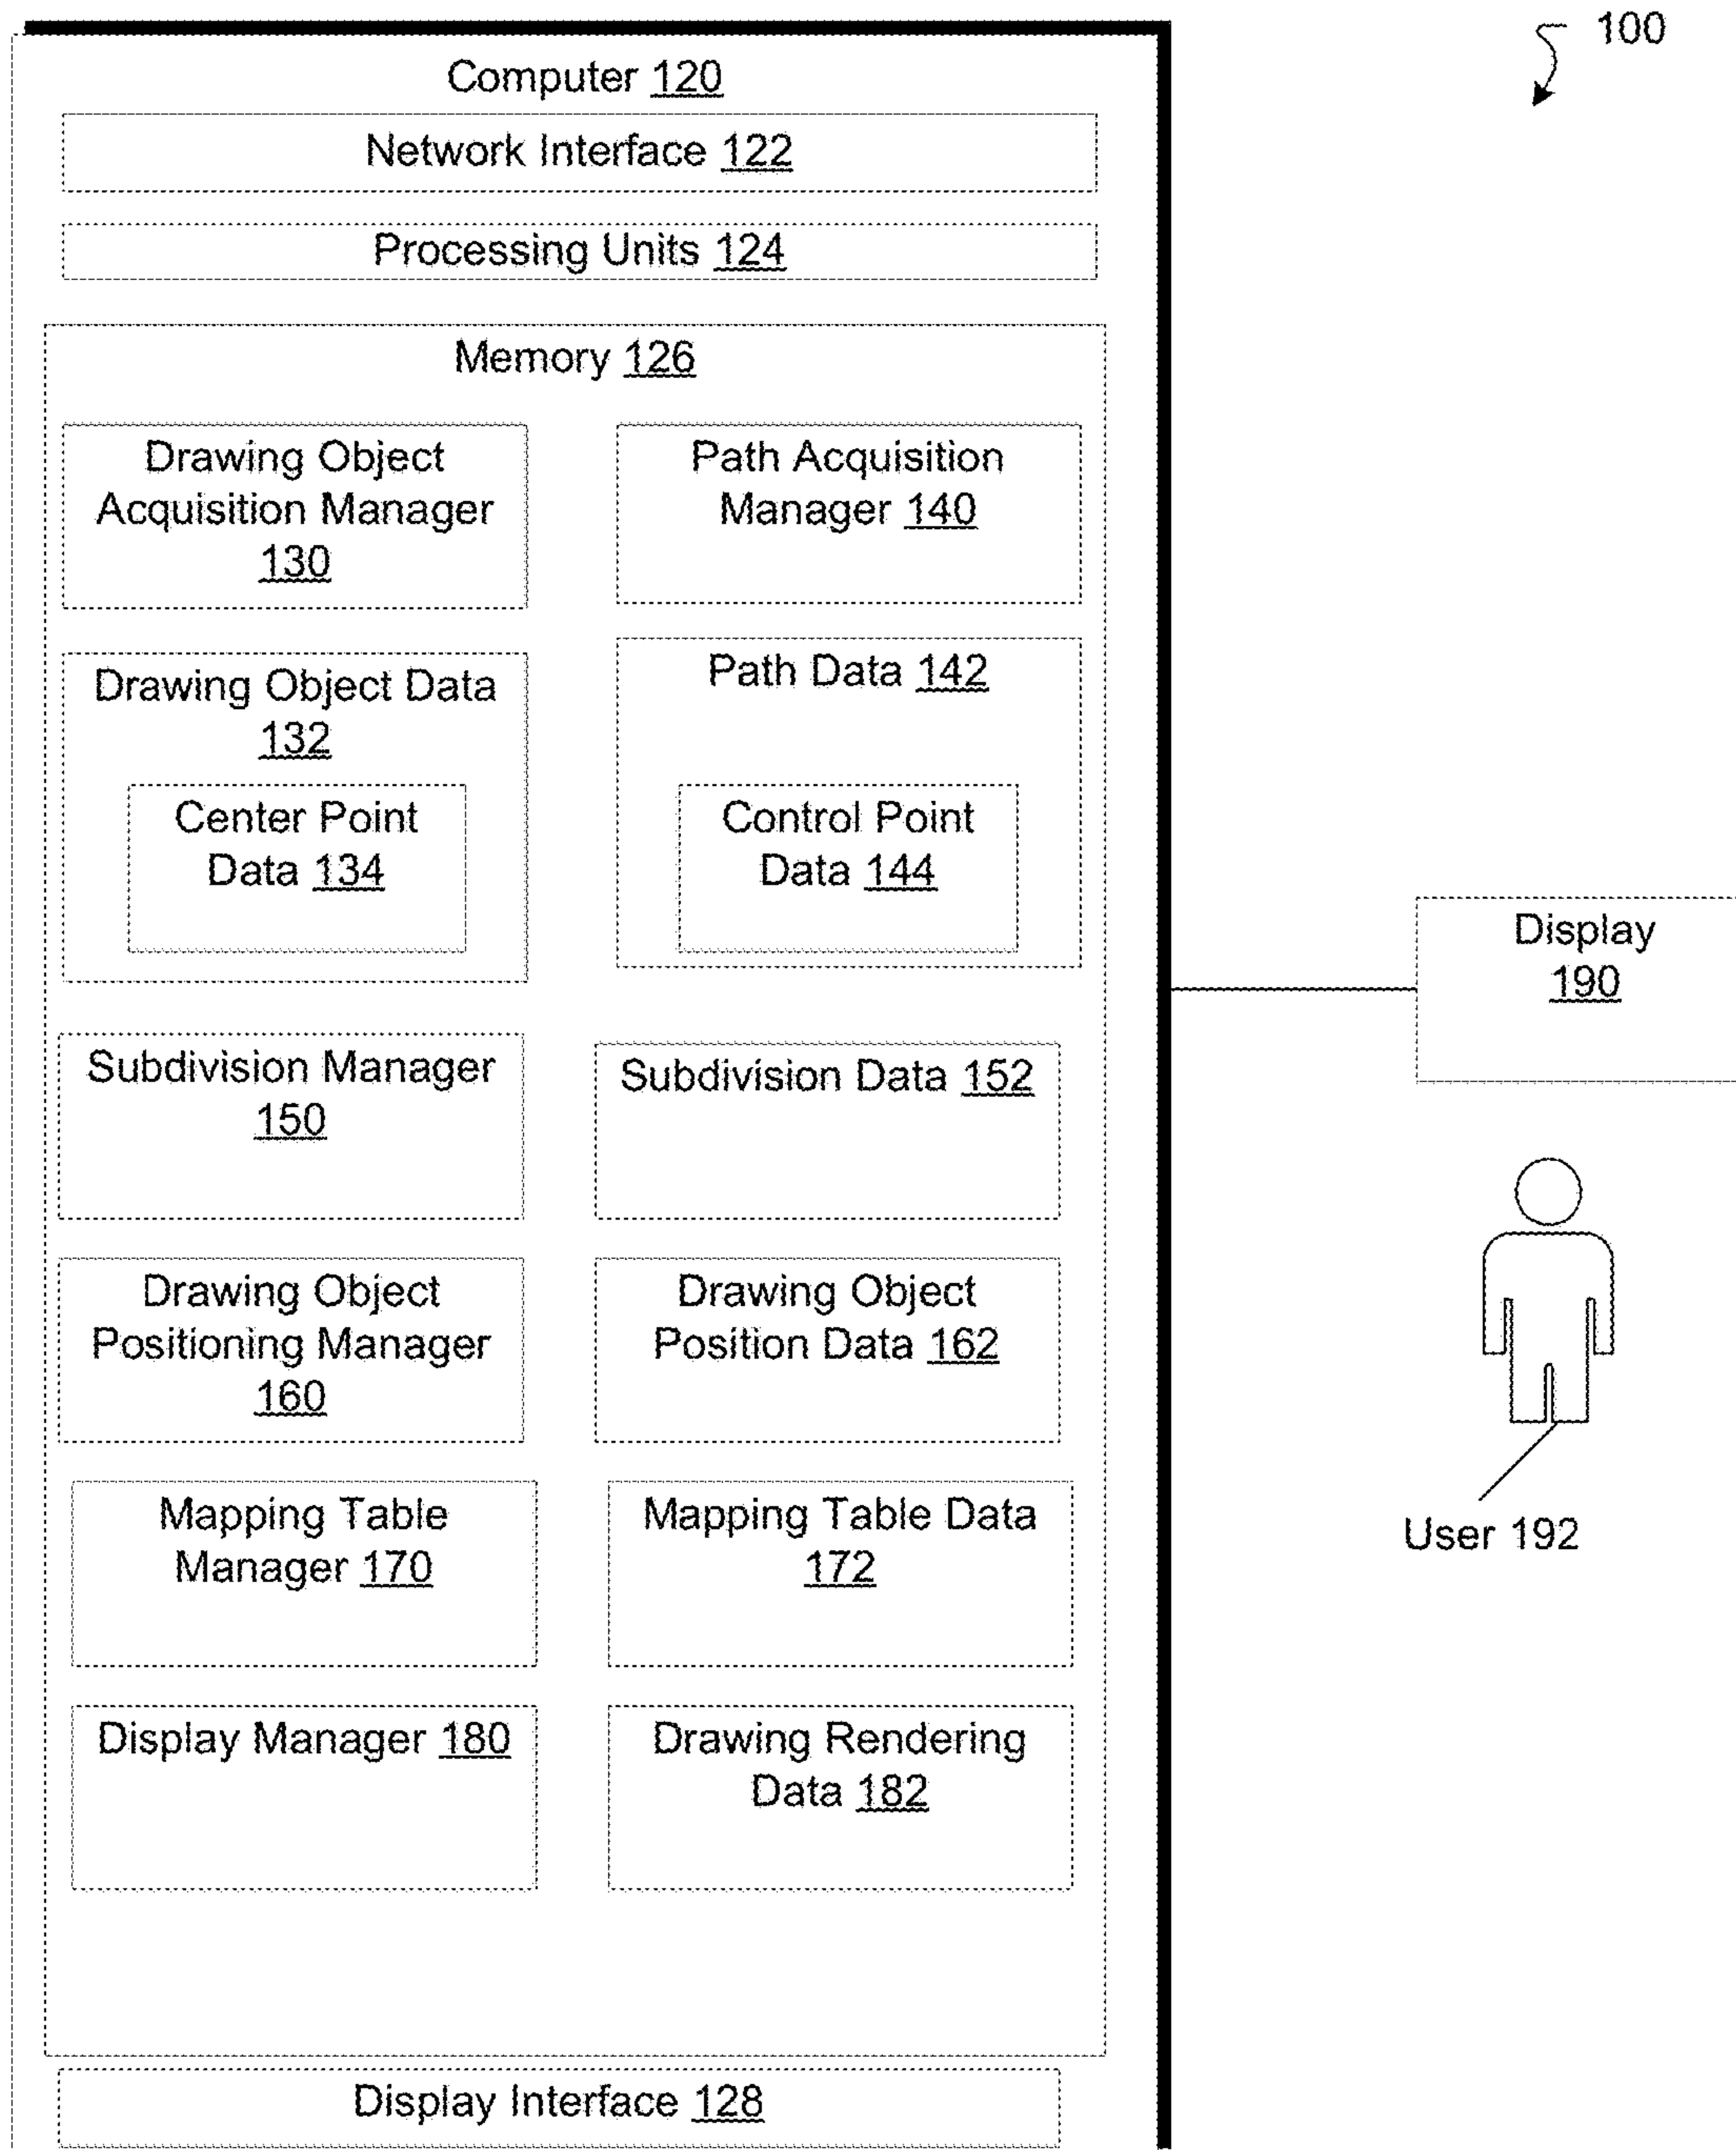 100
Computer 120
Network Interface 122
Processing Units 124
Memory 126
Drawing Object
Acquisition Manager
130
Path Acquisition
Manager 140
Drawing Object Data
132
Center Point
Data 134
Path Data 142
Control Point
Data 144
Display
190
Subdivision Manager
150
Subdivision Data 152
Drawing Object
Positioning Manager
160
Drawing Object
Position Data 162
User 192
Mapping Table
Manager 170
Mapping Table Data
172
Display Manager 180
Drawing Rendering
Data 182
Display Interface 128